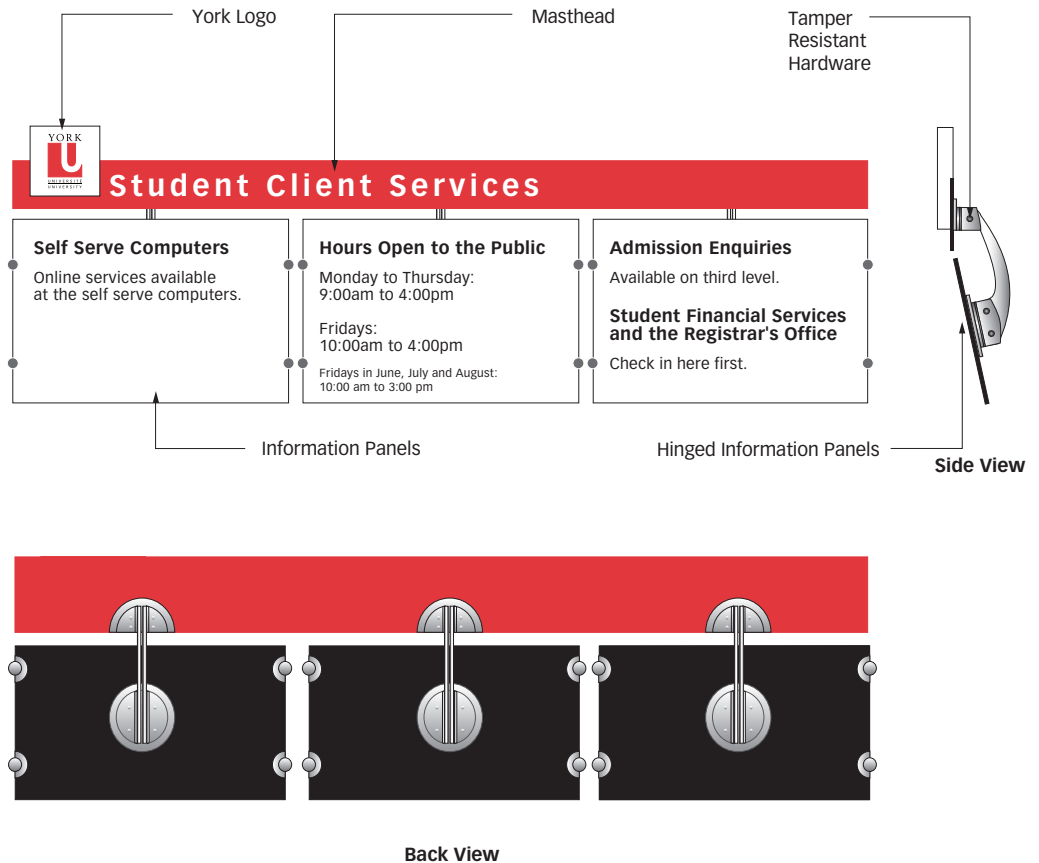 York Logo
Masthead
Tamper
Resistant
Hardware
YORK
U
UNIVERSITÉ
UNIVERSITY
Student Client Services
Self Serve Computers
Online services available
at the self serve computers.
Hours Open to the Public
Monday to Thursday:
9:00am to 4:00pm
Fridays:
10:00am to 4:00pm
Fridays in June, July and August:
10:00 am to 3:00 pm
Admission Enquiries
Available on third level.
Student Financial Services
and the Registrar's Office
Check in here first.
Information Panels
Hinged Information Panels
Side View
Back View